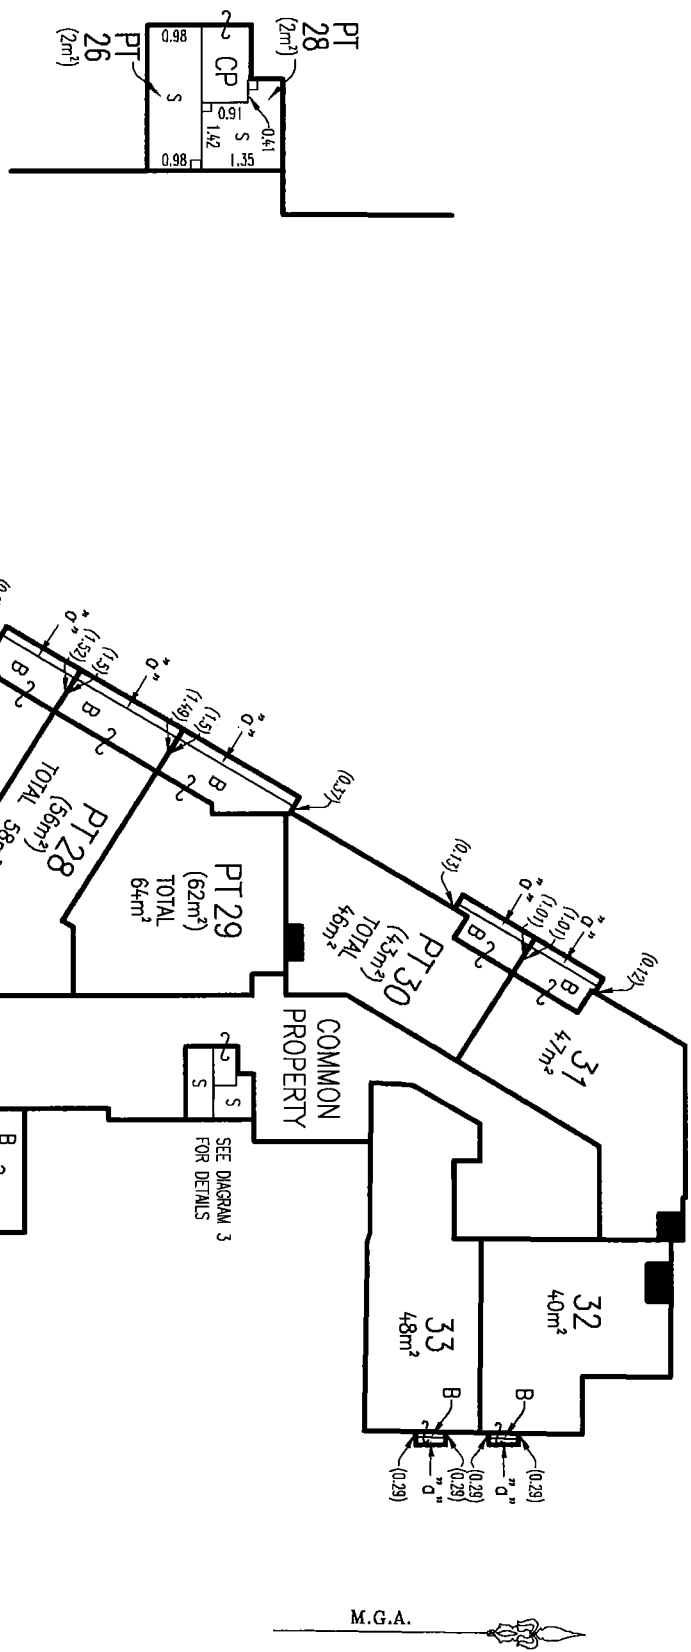 PT
28
(2m²)
PT
26
(2m²)
0.98
CP
S
0.91
0.41
1.42
S
0.98
1.35
"a"
(1.52)
(1.5)
"a"
(1.49)
(1.5)
"a"
B
B
B
(0.37)
PT 28
(56m²)
TOTAL
PT 29
(62m²)
TOTAL
64m²
(0.13)
"a"
(1.01)
(1.01)
"a"
(0.12)
B
B
PT 30
(43m²)
TOTAL
46m²
31
47m²
COMMON
PROPERTY
S
S
SEE DIAGRAM 3
FOR DETAILS
B
32
40m²
33
48m²
B
B
(0.29)
"a"
(0.29)
(0.29)
"a"
(0.29)
M.G.A.